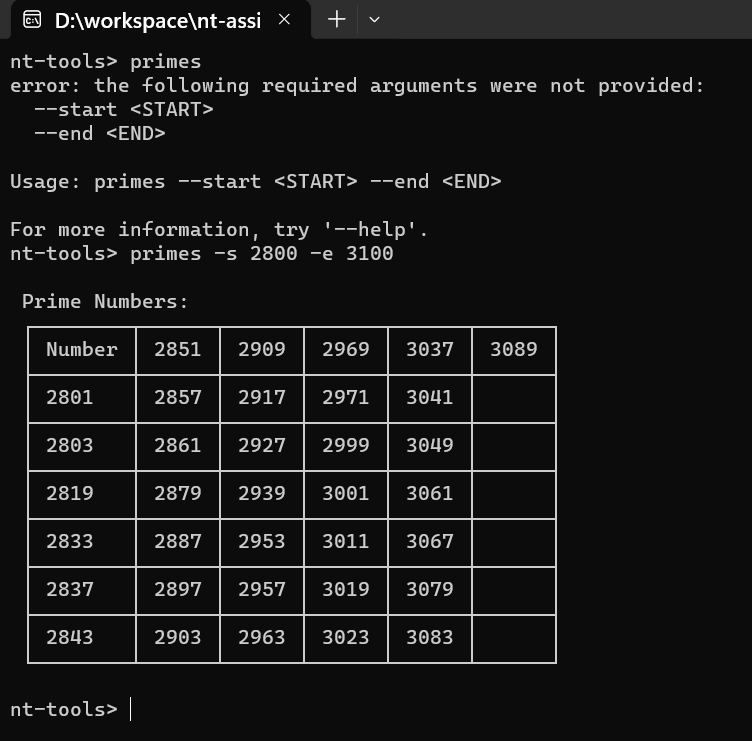 D:\workspace\nt-assi
nt-tools> primes
error: the following required arguments were not provided:
  --start <START>
  --end <END>
Usage: primes --start <START> --end <END>
For more information, try '--help'.
nt-tools> primes -s 2800 -e 3100
Prime Numbers:
Number 2851 2909 2969 3037 3089
2801 2857 2917 2971 3041
2803 2861 2927 2999 3049
2819 2879 2939 3001 3061
2833 2887 2953 3011 3067
2837 2897 2957 3019 3079
2843 2903 2963 3023 3083
nt-tools>